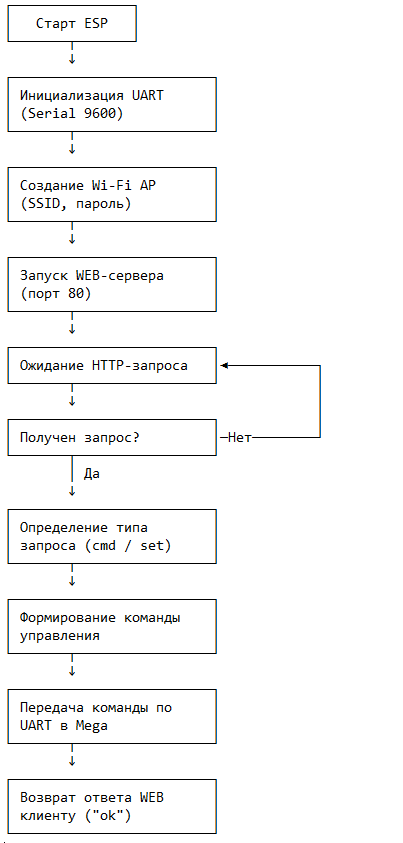 Старт ESP
Инициализация UART
(Serial 9600)
Создание Wi-Fi AP
(SSID, пароль)
Запуск WEB-сервера
(порт 80)
Ожидание HTTP-запроса
Получен запрос?
Нет
Да
Определение типа
запроса (cmd / set)
Формирование команды
управления
Передача команды по
UART в Mega
Возврат ответа WEB
клиенту ("ok")